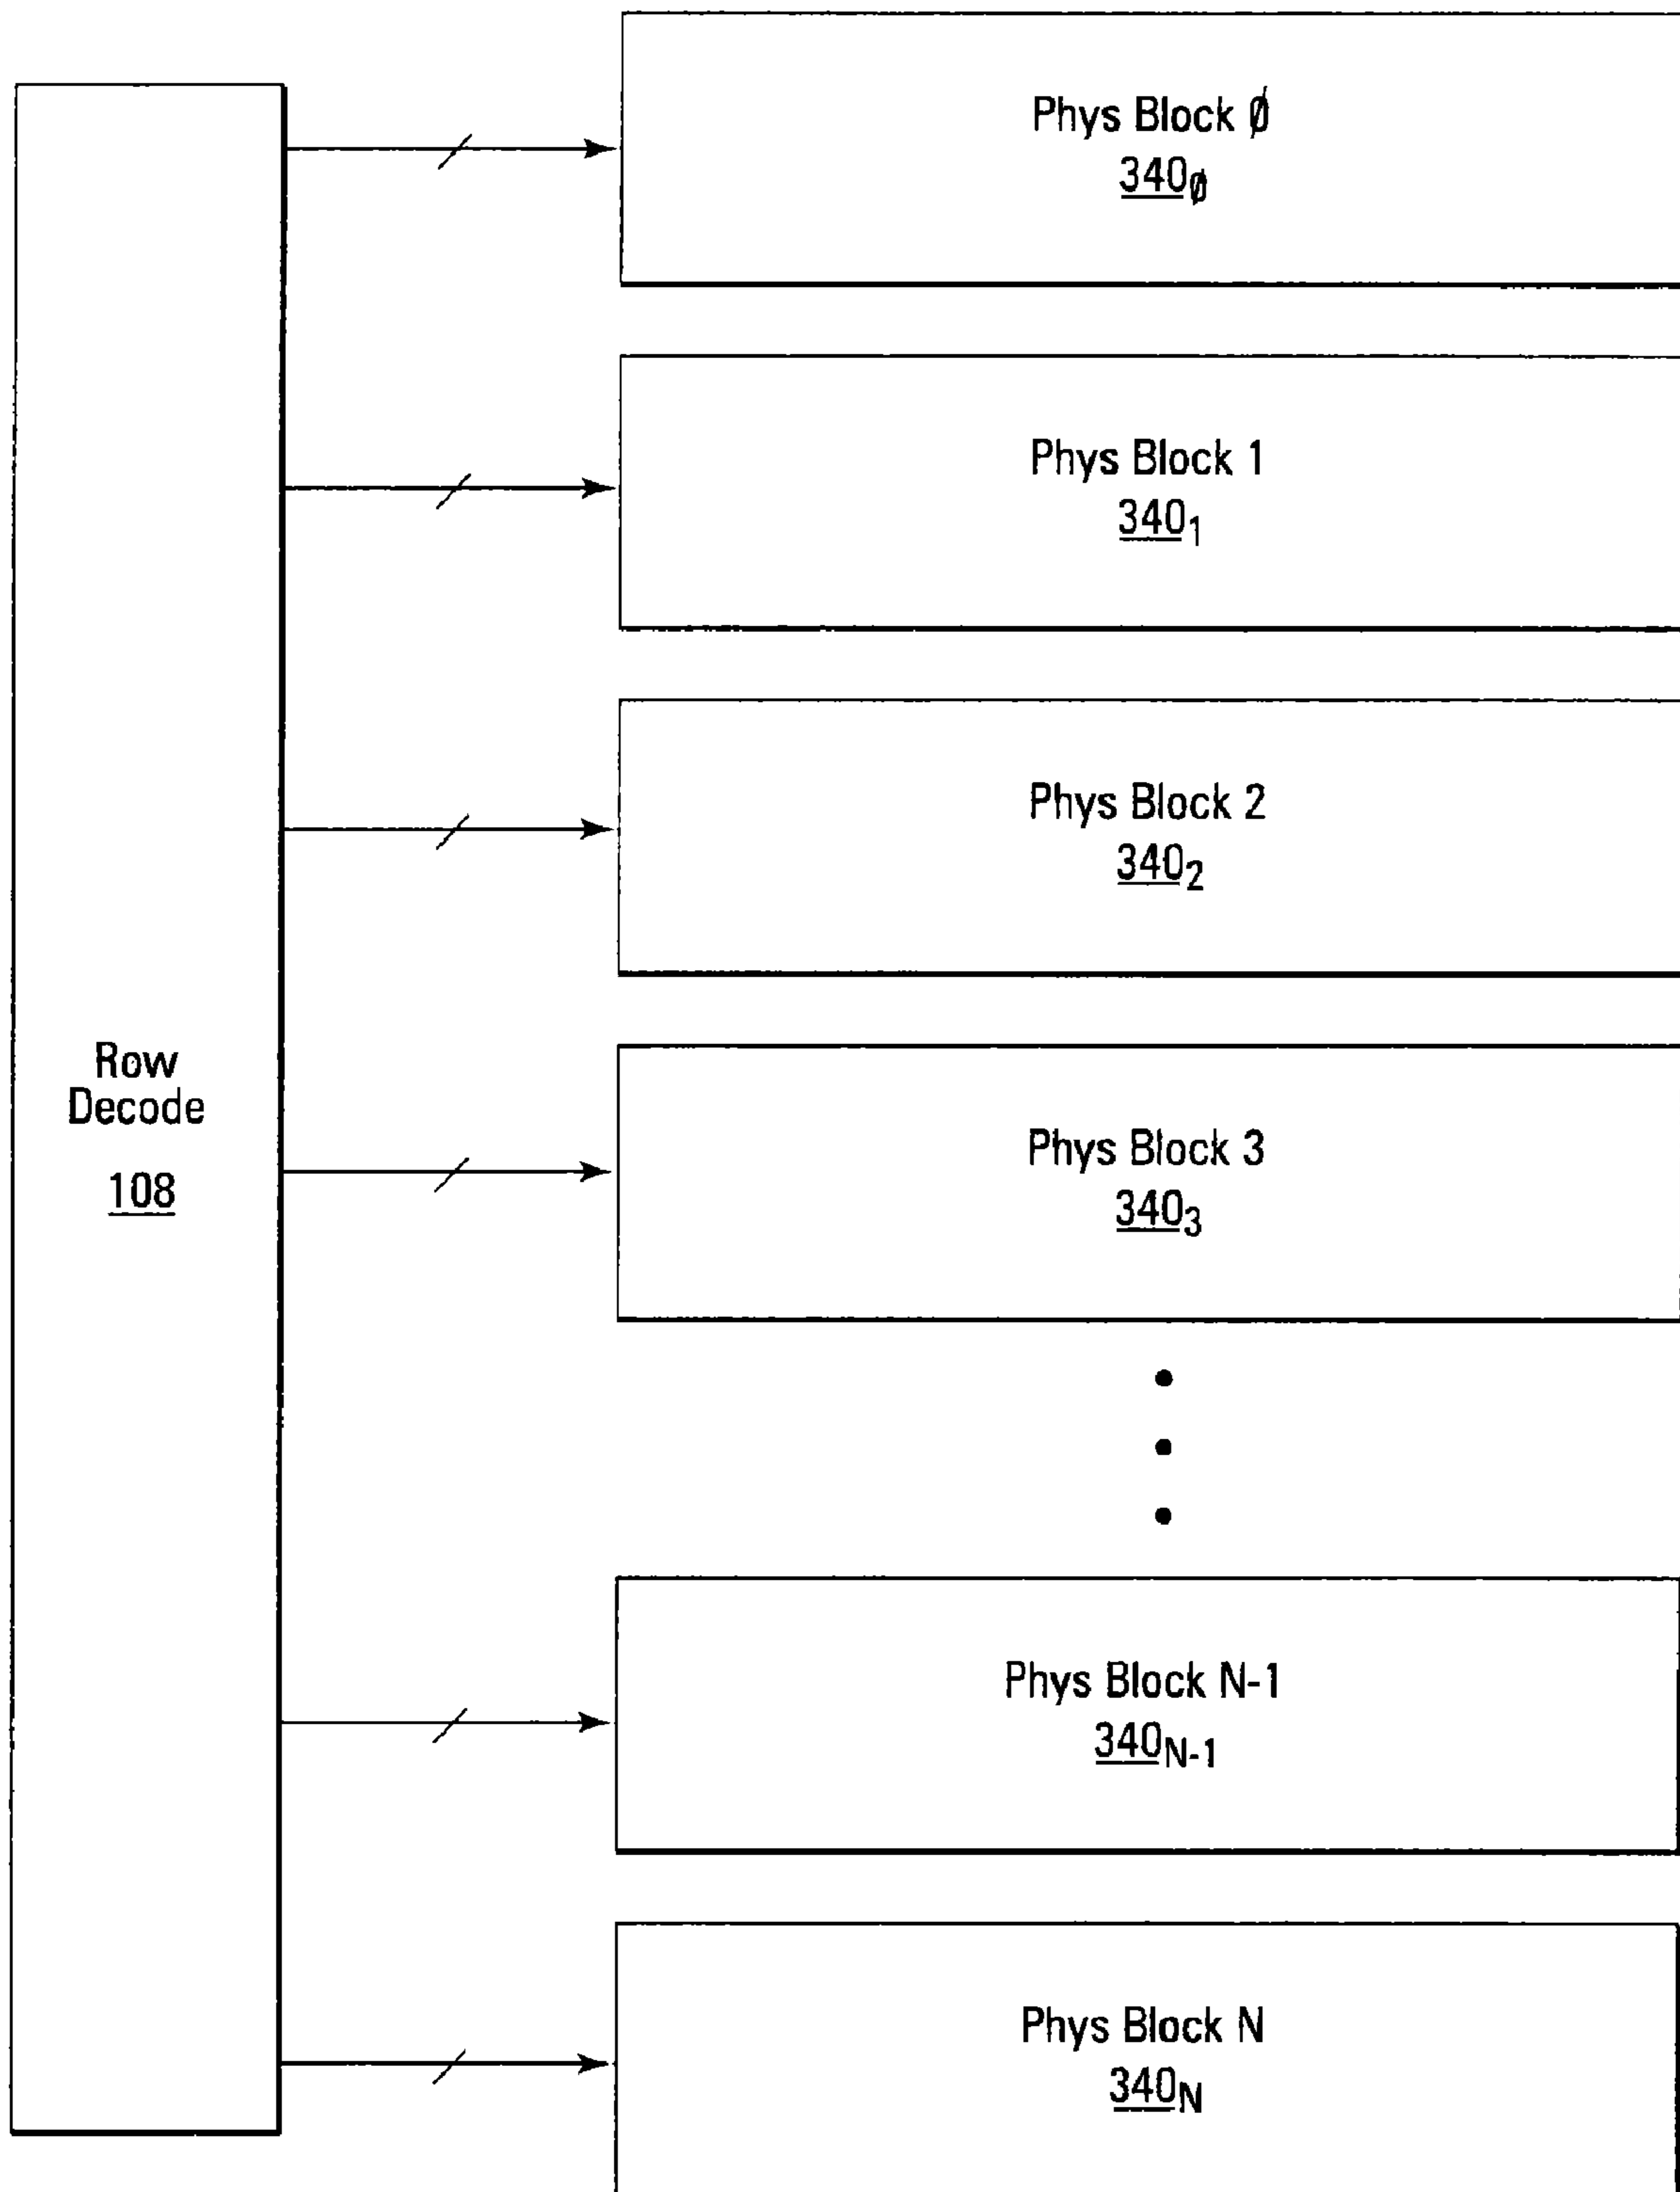 Phys Block Ø
340Ø
Phys Block 1
340₁
Phys Block 2
340₂
Row
Decode
108
Phys Block 3
340₃
Phys Block N-1
340N-1
Phys Block N
340N